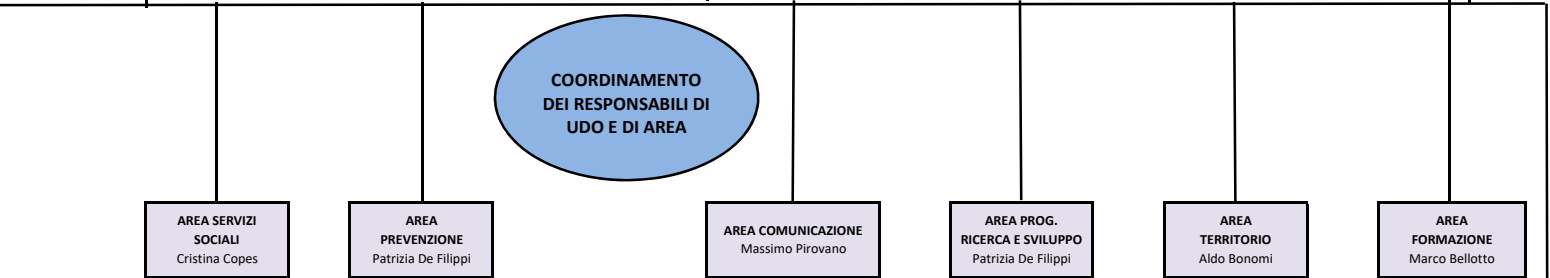 COORDINAMENTO
DEI RESPONSABILI DI
UDO E DI AREA
AREA SERVIZI
SOCIALI
Cristina Copes
AREA
PREVENZIONE
Patrizia De Filippi
AREA COMUNICAZIONE
Massimo Pirovano
AREA PROG.
RICERCA E SVILUPPO
Patrizia De Filippi
AREA
TERRITORIO
Aldo Bonomi
AREA
FORMAZIONE
Marco Bellotto